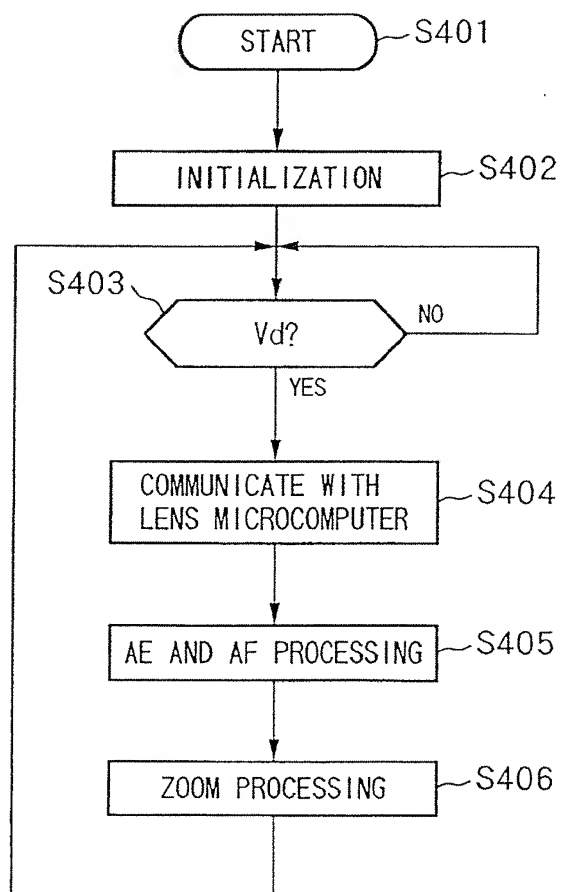 START
S401
INITIALIZATION
S402
S403
Vd?
NO
YES
COMMUNICATE WITH
LENS MICROCOMPUTER
S404
AE AND AF PROCESSING
S405
ZOOM PROCESSING
S406